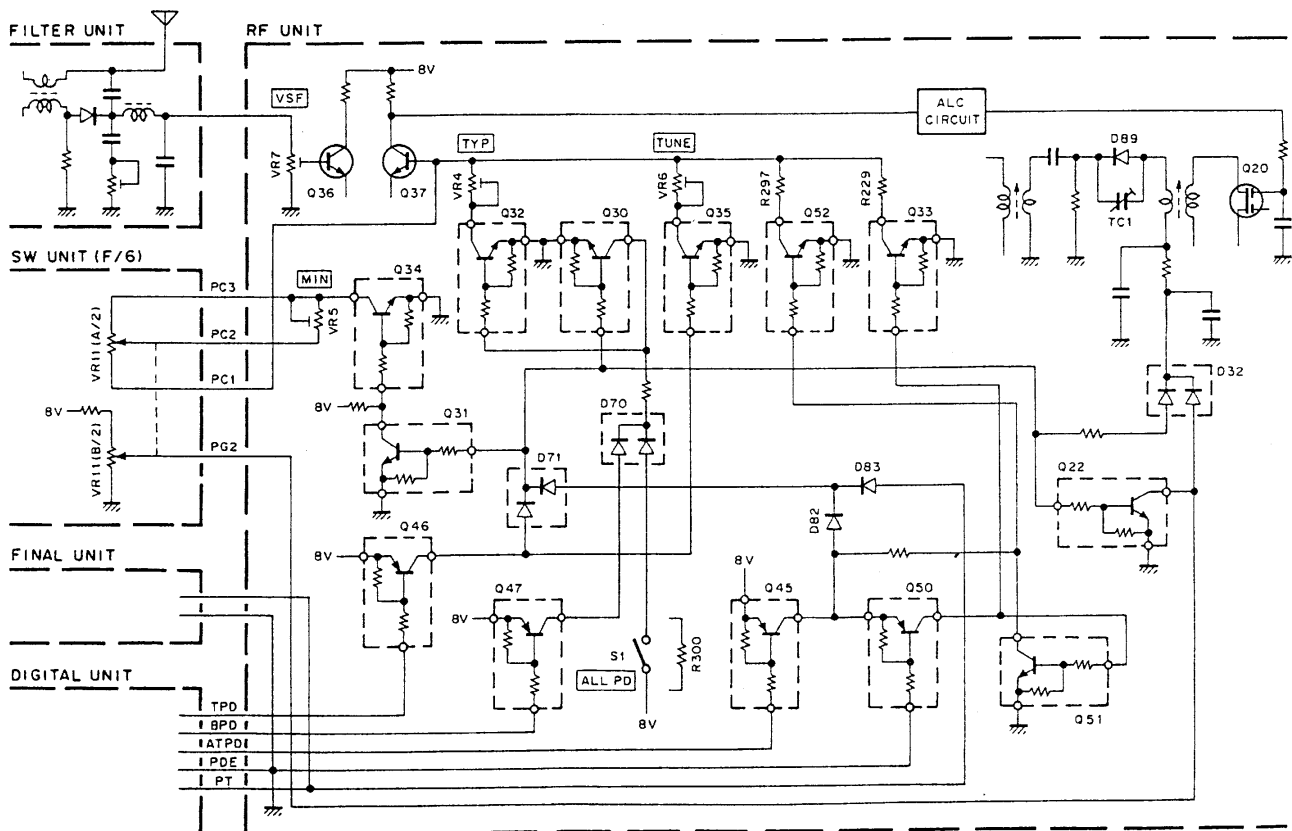 FILTER UNIT
RF UNIT
8V
VSF
ALC
CIRCUIT
VR7
Q36
Q37
TYP
VR4
Q32
Q30
TUNE
VR6
Q35
R297
Q52
R229
Q33
D89
TC1
Q20
SW UNIT (F/6)
PC3
MIN
Q34
VR5
PC2
VR11(A/2)
PC1
8V
8V
VR11(B/2)
PG2
Q31
D70
D71
D83
D82
D32
Q22
Q46
8V
FINAL UNIT
Q47
8V
8V
Q45
Q50
S1
R300
ALL PD
8V
Q51
DIGITAL UNIT
TPD
BPD
ATPD
PDE
PT